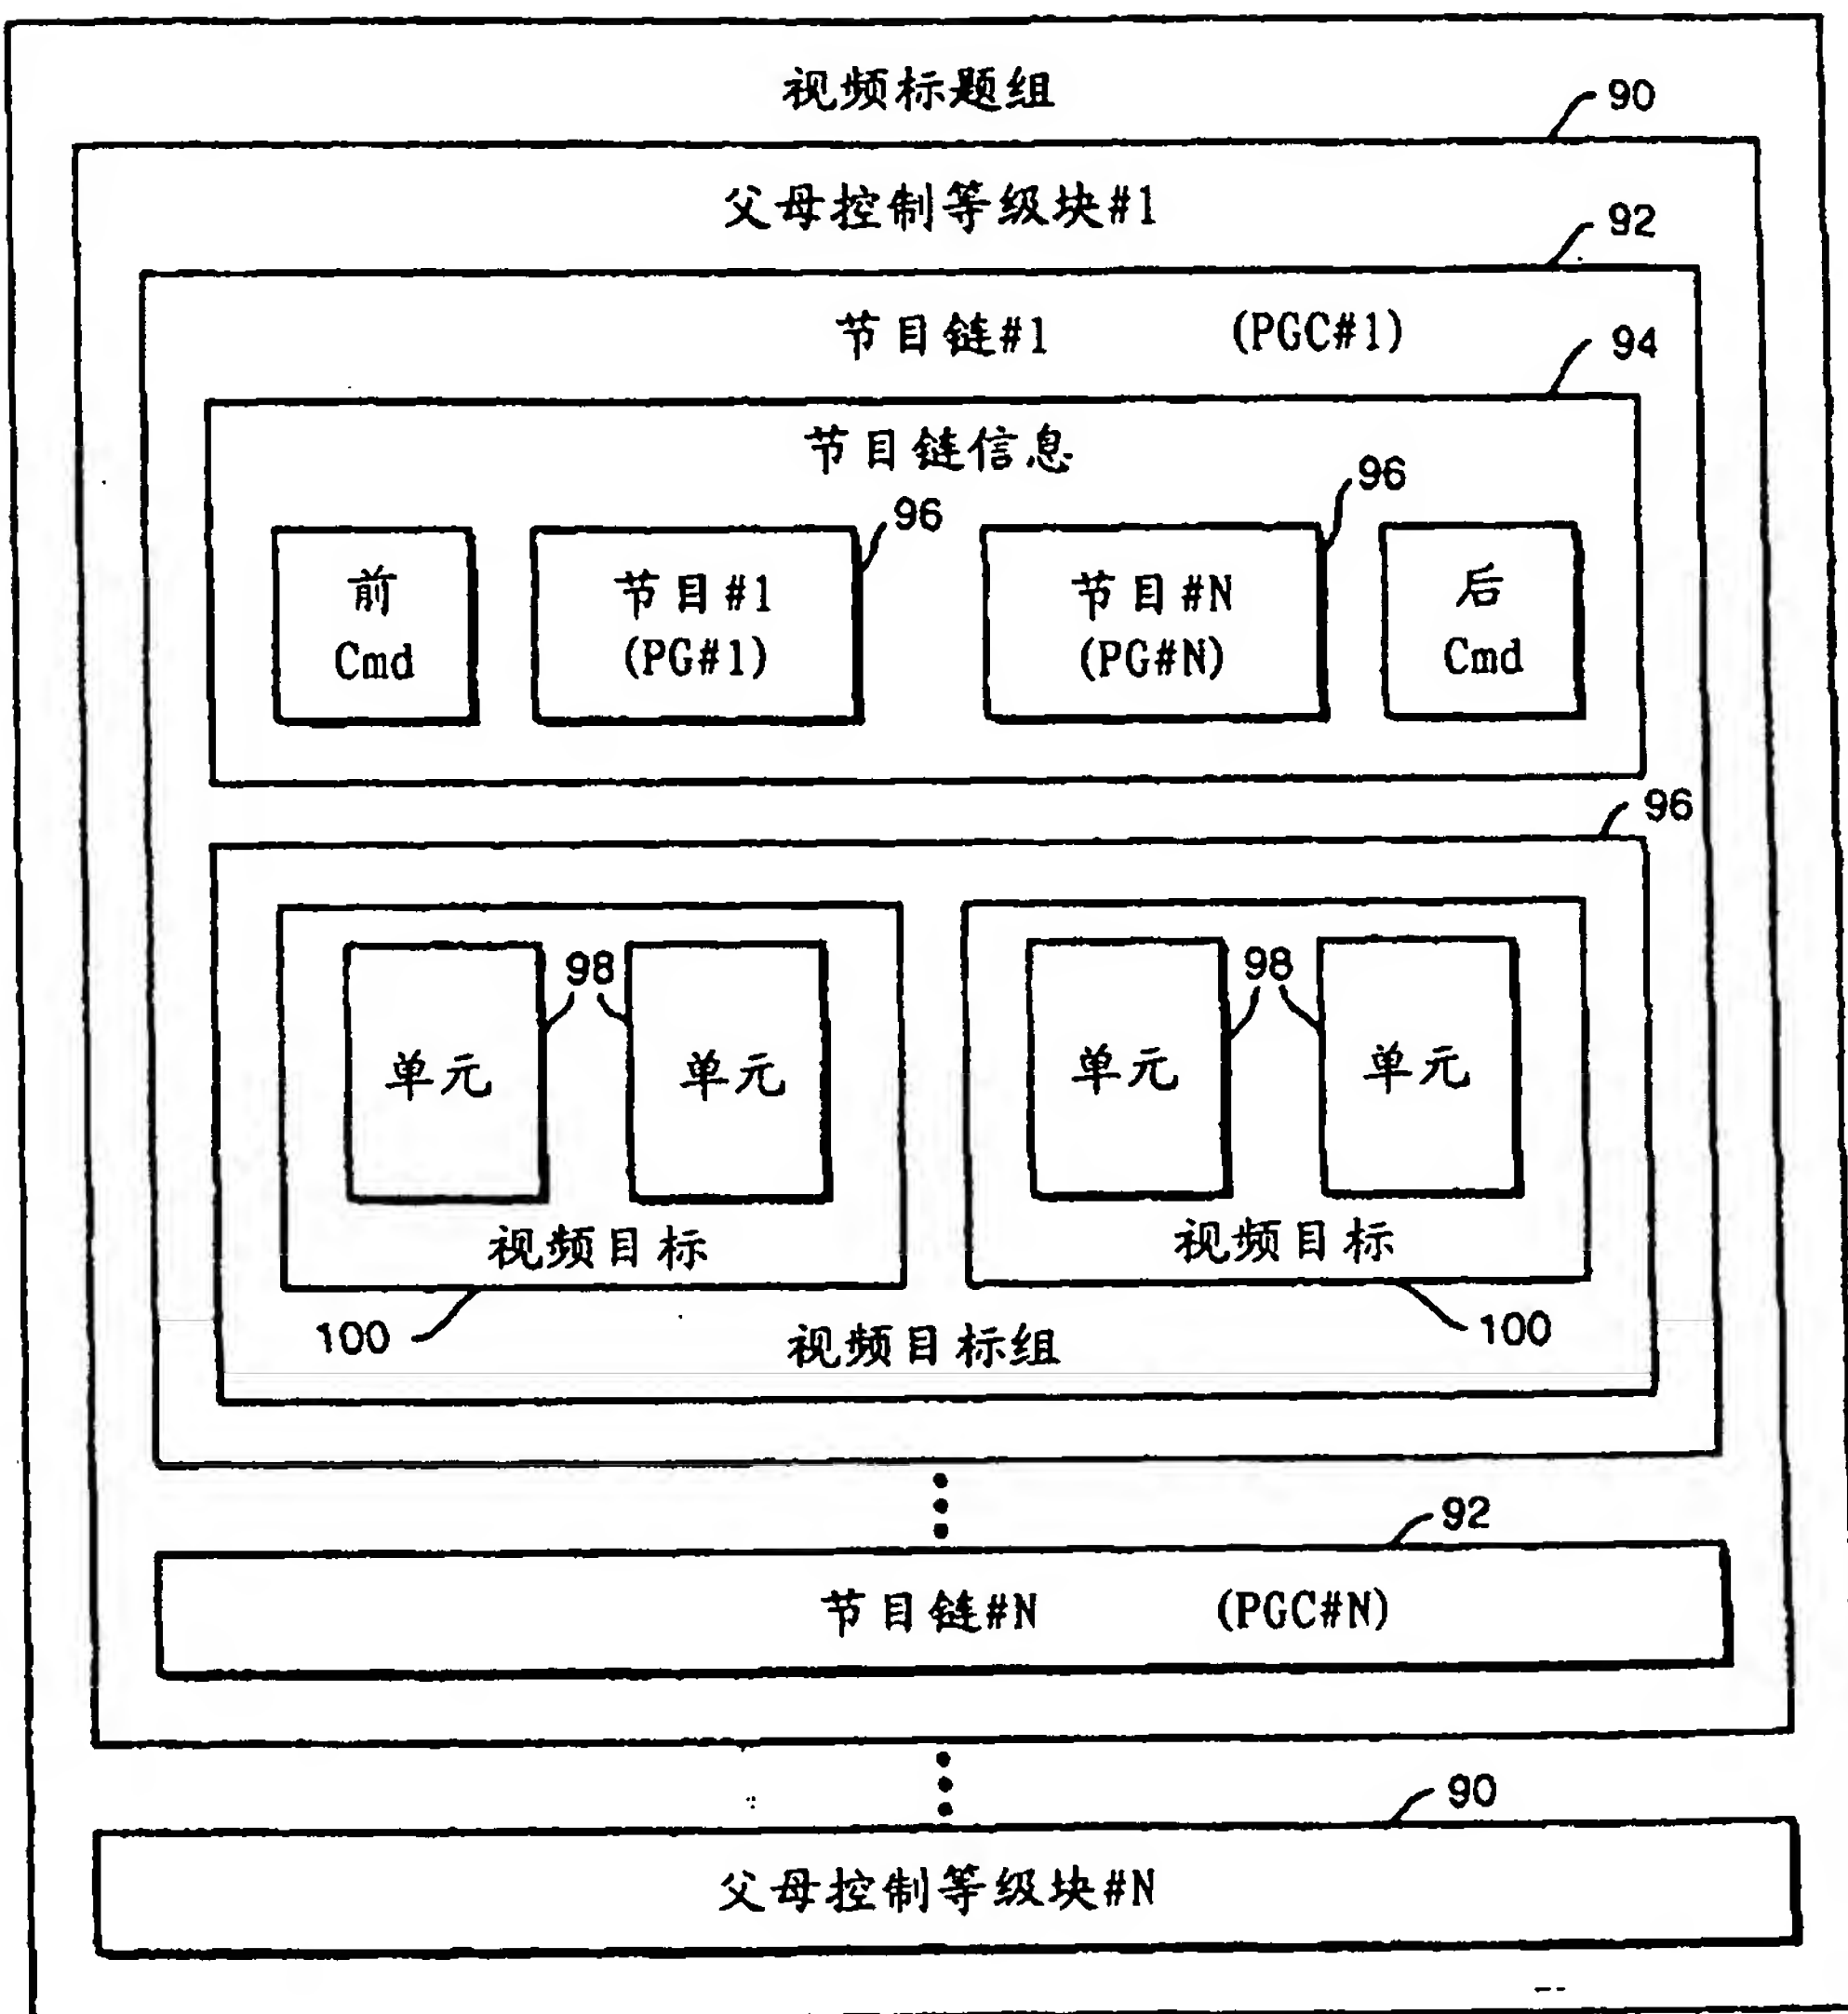 视频标题组
90
父母控制等级块#1
92
节目链#1 (PGC#1)
94
节目链信息
96
96
前
Cmd
节目#1
(PG#1)
节目#N
(PG#N)
后
Cmd
96
98
98
单元
单元
单元
单元
视频目标
视频目标
100
视频目标组
100
92
节目链#N (PGC#N)
90
父母控制等级块#N